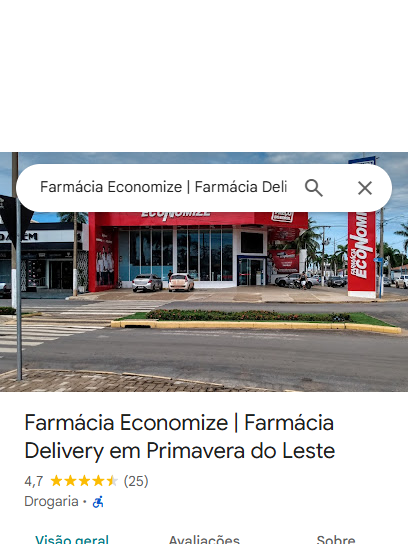 Farmácia Economize | Farmácia Deli
ECONOMIZE
FARMÁCIA
ECONOMIZE
Farmácia Economize | Farmácia
Delivery em Primavera do Leste
4,7 (25)
Drogaria ·
Visão geral Avaliações Sobre